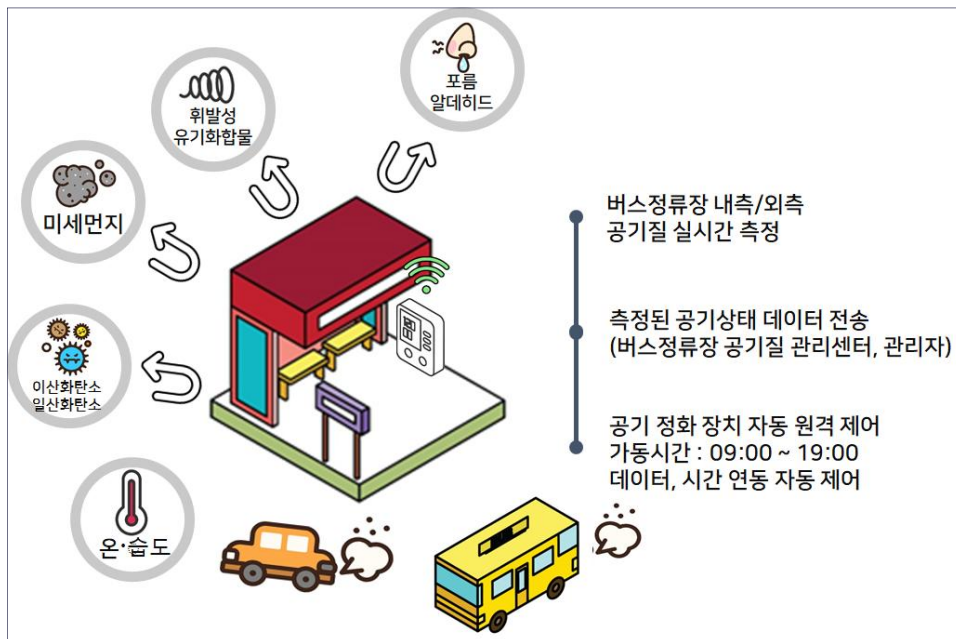 포름
알데히드
휘발성
유기화합물
미세먼지
이산화탄소
일산화탄소
온·습도
버스정류장 내측/외측
공기질 실시간 측정
측정된 공기상태 데이터 전송
(버스정류장 공기질 관리센터, 관리자)
공기 정화 장치 자동 원격 제어
가동시간 : 09:00 ~ 19:00
데이터, 시간 연동 자동 제어